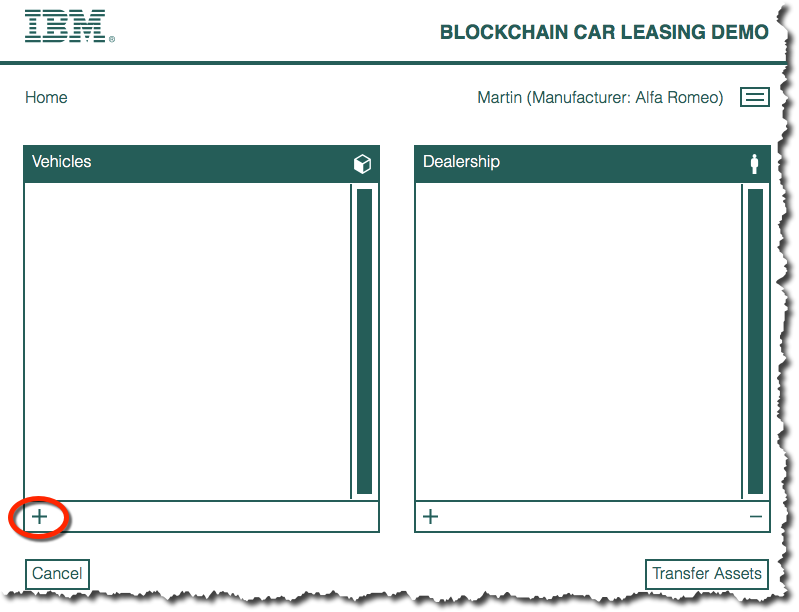 IBM®
BLOCKCHAIN CAR LEASING DEMO
Home
Martin (Manufacturer: Alfa Romeo)
Vehicles
Dealership
+
+
−
Cancel
Transfer Assets